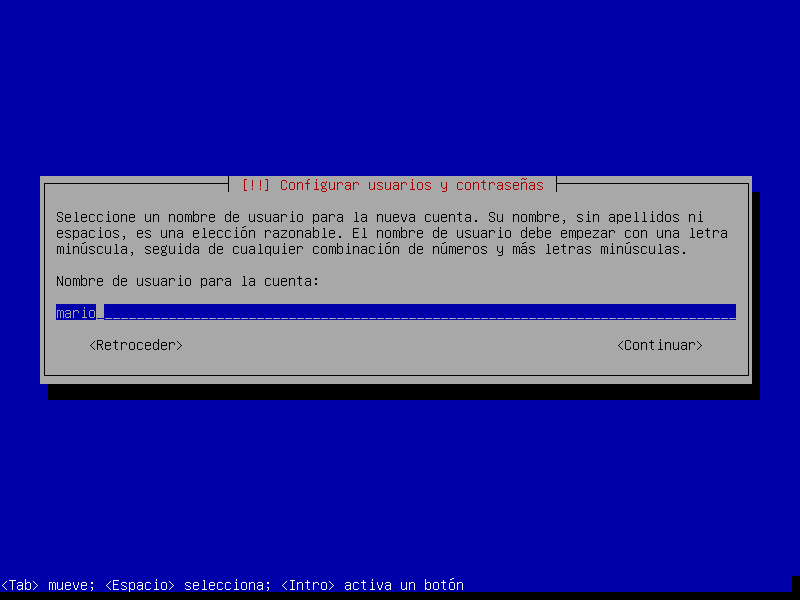 [!!] Configurar usuarios y contraseñas
Seleccione un nombre de usuario para la nueva cuenta. Su nombre, sin apellidos ni
espacios, es una elección razonable. El nombre de usuario debe empezar con una letra
minúscula, seguida de cualquier combinación de números y más letras minúsculas.
Nombre de usuario para la cuenta:
mario
<Retroceder> <Continuar>
<Tab> mueve; <Espacio> selecciona; <Intro> activa un botón